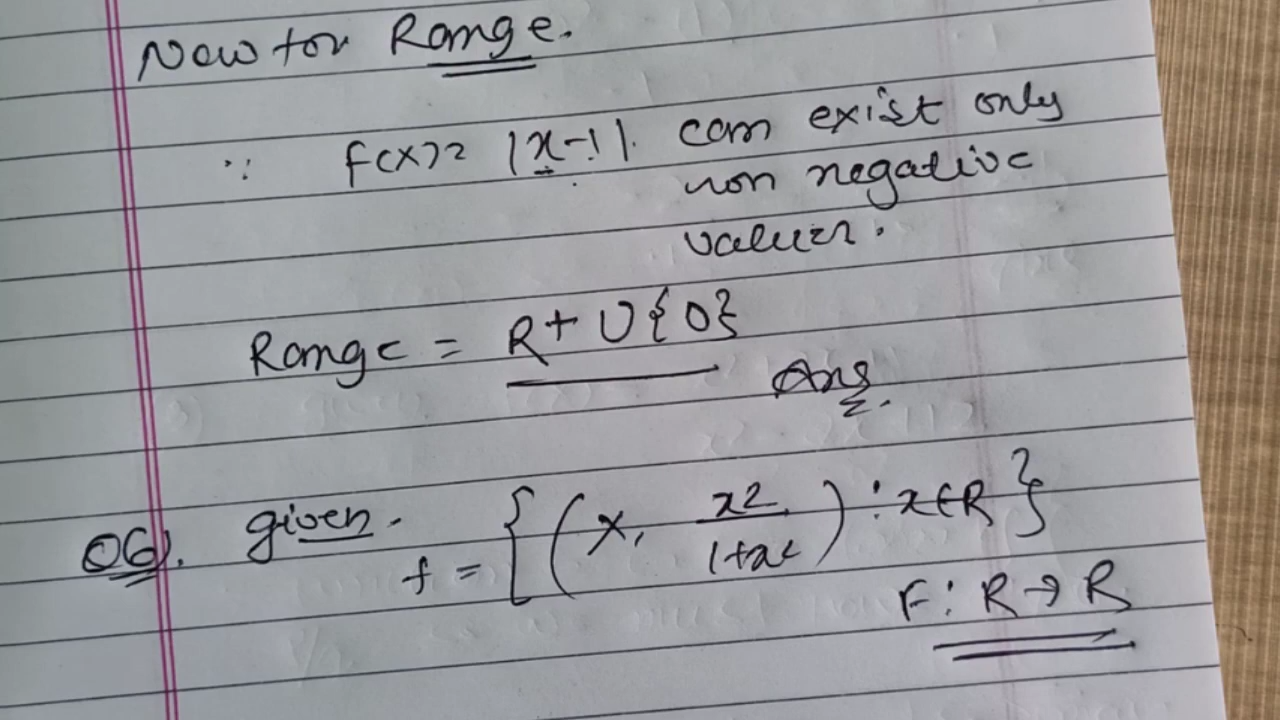 Now for Range.
∵ f(x) = |x-1|. can exist only
non negative
values.
Range = R+ U{0}
Ans
Q6). given.
f = {(x, x2/1+x2) : x∈R}
F: R→R